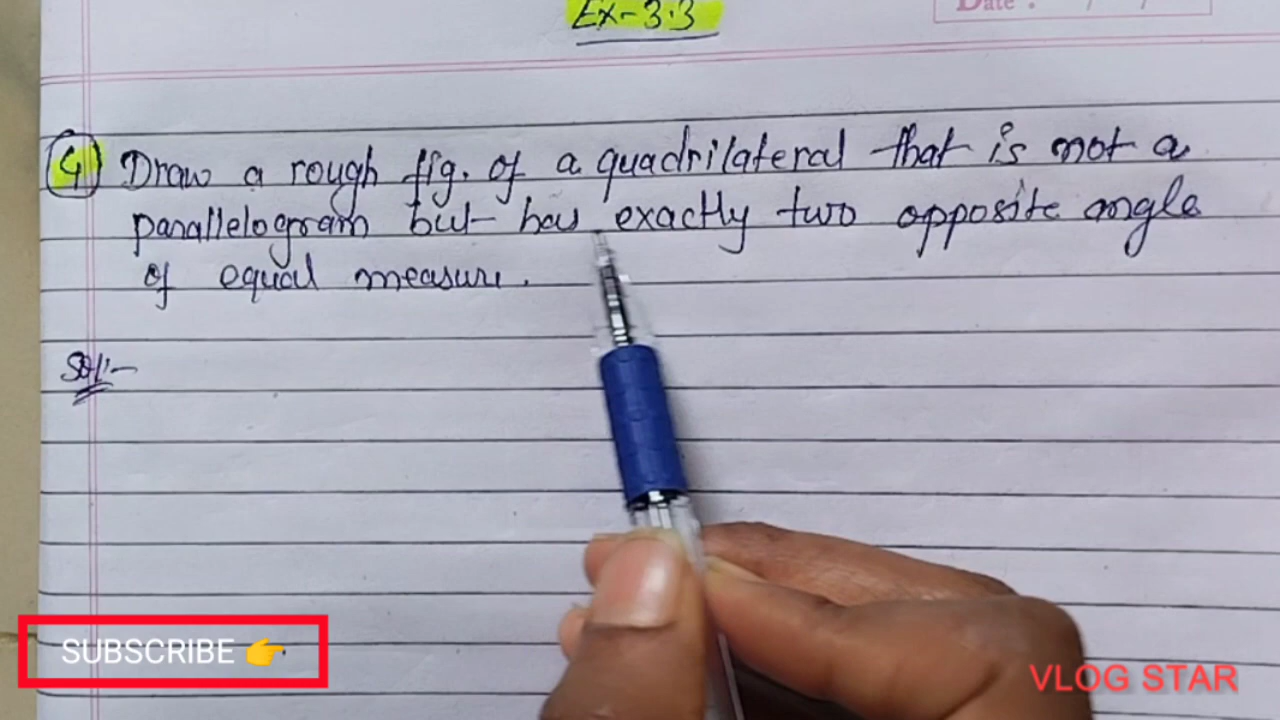 Ex-3.3
Date : / /
4 Draw a rough fig. of a quadrilateral that is not a
parallelogram but has exactly two opposite angle
of equal measure.
Sol:-
SUBSCRIBE 👉
VLOG STAR